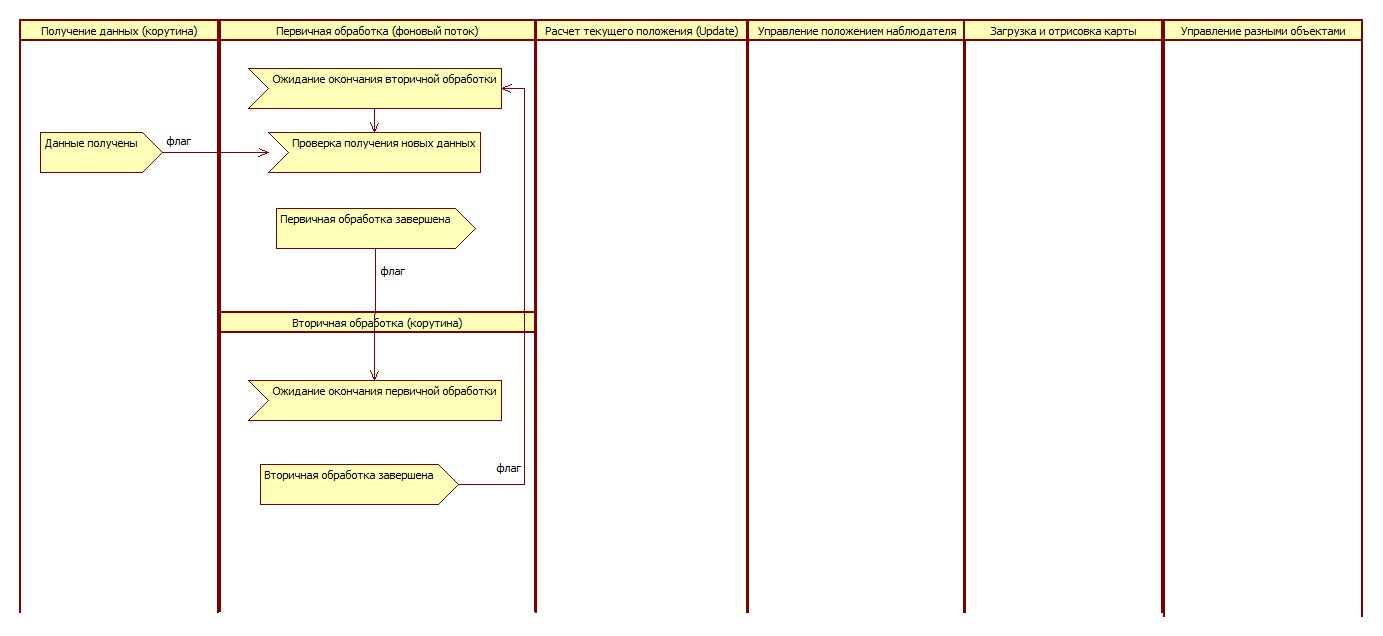 Получение данных (корутина)
Первичная обработка (фоновый поток)
Расчет текущего положения (Update)
Управление положением наблюдателя
Загрузка и отрисовка карты
Управление разными объектами
Ожидание окончания вторичной обработки
Данные получены
флаг
Проверка получения новых данных
Первичная обработка завершена
флаг
Вторичная обработка (корутина)
Ожидание окончания первичной обработки
Вторичная обработка завершена
флаг